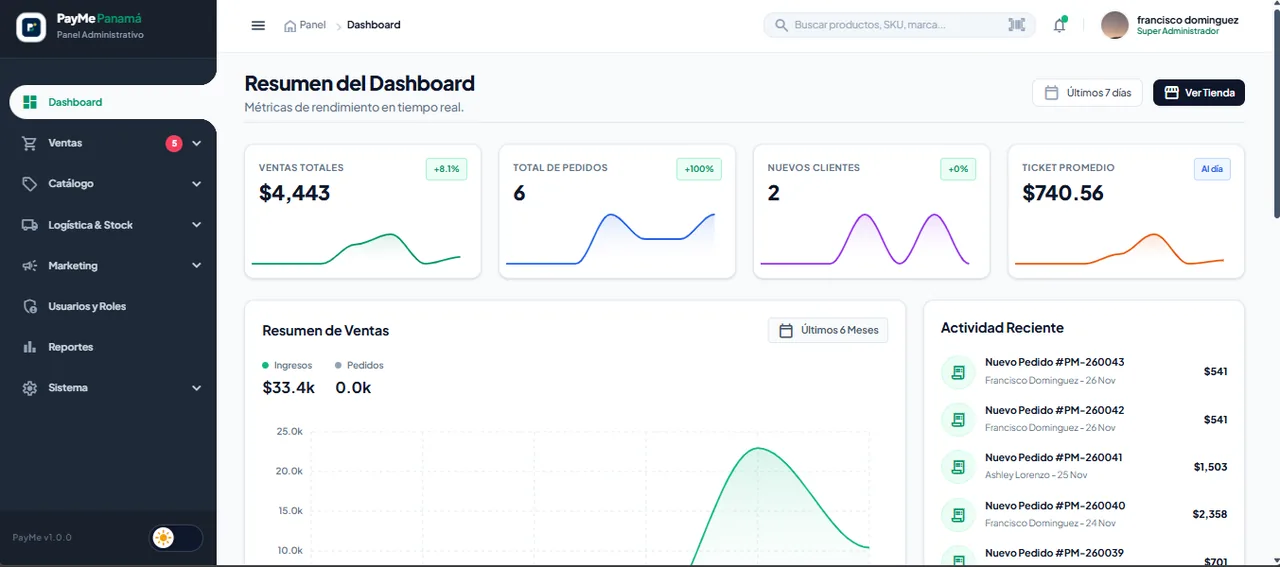 PayMe Panamá
Panel Administrativo
Dashboard
Ventas 5
Catálogo
Logística & Stock
Marketing
Usuarios y Roles
Reportes
Sistema
PayMe v1.0.0
Panel > Dashboard
Buscar productos, SKU, marca...
francisco dominguez
Super Administrador
Resumen del Dashboard
Métricas de rendimiento en tiempo real.
Últimos 7 días
Ver Tienda
VENTAS TOTALES +8.1%
$4,443
TOTAL DE PEDIDOS +100%
6
NUEVOS CLIENTES +0%
2
TICKET PROMEDIO Al día
$740.56
Resumen de Ventas
Últimos 6 Meses
Ingresos Pedidos
$33.4k 0.0k
25.0k
20.0k
15.0k
10.0k
Actividad Reciente
Nuevo Pedido #PM-260043
Francisco Dominguez - 26 Nov
$541
Nuevo Pedido #PM-260042
Francisco Dominguez - 26 Nov
$541
Nuevo Pedido #PM-260041
Ashley Lorenzo - 25 Nov
$1,503
Nuevo Pedido #PM-260040
Francisco Dominguez - 24 Nov
$2,358
Nuevo Pedido #PM-260039
$701